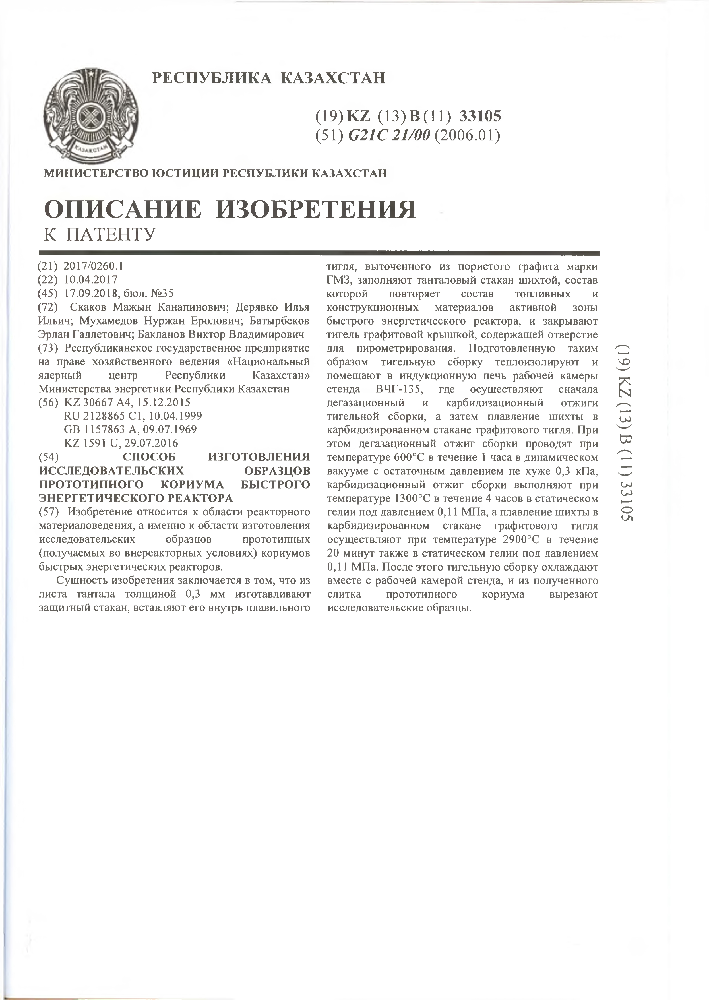 РЕСПУБЛИКА КАЗАХСТАН
(19) KZ (13) B (11) 33105
(51) G21C 21/00 (2006.01)
ҚАЗАҚСТАН
МИНИСТЕРСТВО ЮСТИЦИИ РЕСПУБЛИКИ КАЗАХСТАН
ОПИСАНИЕ ИЗОБРЕТЕНИЯ
К ПАТЕНТУ
(21) 2017/0260.1
(22) 10.04.2017
(45) 17.09.2018, бюл. №35
(72) Скаков Мажын Канапинович; Дерявко Илья
Ильич; Мухамедов Нуржан Еролович; Батырбеков
Эрлан Гадлетович; Бакланов Виктор Владимирович
(73) Республиканское государственное предприятие
на праве хозяйственного ведения «Национальный
ядерный центр Республики Казахстан»
Министерства энергетики Республики Казахстан
(56) KZ 30667 A4, 15.12.2015
RU 2128865 C1, 10.04.1999
GB 1157863 A, 09.07.1969
KZ 1591 U, 29.07.2016
(54) СПОСОБ ИЗГОТОВЛЕНИЯ
ИССЛЕДОВАТЕЛЬСКИХ ОБРАЗЦОВ
ПРОТОТИПНОГО КОРИУМА БЫСТРОГО
ЭНЕРГЕТИЧЕСКОГО РЕАКТОРА
(57) Изобретение относится к области реакторного
материаловедения, а именно к области изготовления
исследовательских образцов прототипных
(получаемых во внереакторных условиях) кориумов
быстрых энергетических реакторов.
Сущность изобретения заключается в том, что из
листа тантала толщиной 0,3 мм изготавливают
защитный стакан, вставляют его внутрь плавильного
тигля, выточенного из пористого графита марки
ГМЗ, заполняют танталовый стакан шихтой, состав
которой повторяет состав топливных и
конструкционных материалов активной зоны
быстрого энергетического реактора, и закрывают
тигель графитовой крышкой, содержащей отверстие
для пирометрирования. Подготовленную таким
образом тигельную сборку теплоизолируют и
помещают в индукционную печь рабочей камеры
стенда ВЧГ-135, где осуществляют сначала
дегазационный и карбидизационный отжиги
тигельной сборки, а затем плавление шихты в
карбидизированном стакане графитового тигля. При
этом дегазационный отжиг сборки проводят при
температуре 600°С в течение 1 часа в динамическом
вакууме с остаточным давлением не хуже 0,3 кПа,
карбидизационный отжиг сборки выполняют при
температуре 1300°С в течение 4 часов в статическом
гелии под давлением 0,11 МПа, а плавление шихты в
карбидизированном стакане графитового тигля
осуществляют при температуре 2900°С в течение
20 минут также в статическом гелии под давлением
0,11 МПа. После этого тигельную сборку охлаждают
вместе с рабочей камерой стенда, и из полученного
слитка прототипного кориума вырезают
исследовательские образцы.
(19) KZ (13) B (11) 33105